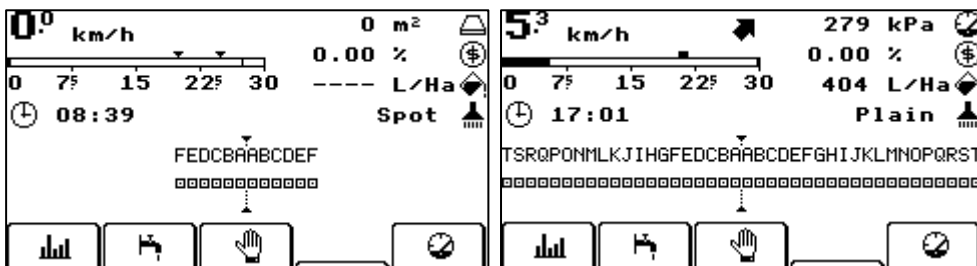 0.0 km/h 0 m²
0.00 % $
0 7.5 15 22.5 30 ---- L/Ha
08:39 Spot
FEDCBAABCDEF
5.3 km/h 279 kPa
0.00 % $
0 7.5 15 22.5 30 404 L/Ha
17:01 Plain
TSRQPONMLKJIHGFEDCBAABCDEFGHIJKLMNOPQRST